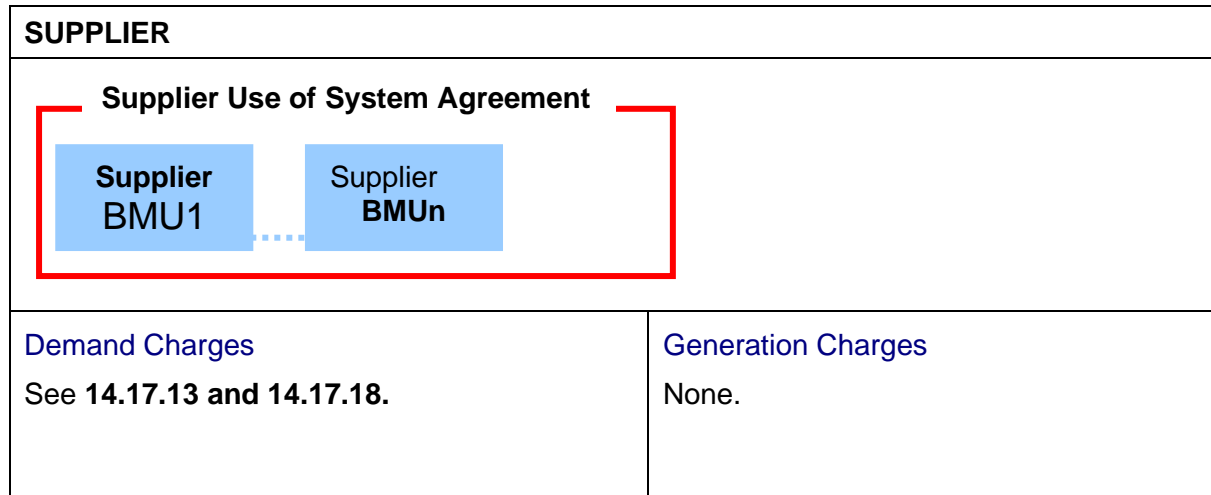 SUPPLIER
Supplier Use of System Agreement
Supplier
BMU1
Supplier
BMUn
Demand Charges
See 14.17.13 and 14.17.18.
Generation Charges
None.